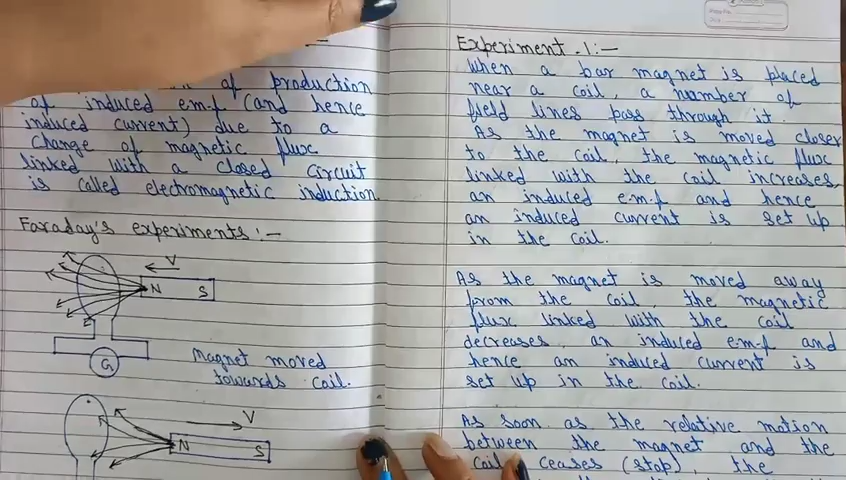 of production
of induced e.m.f (and hence
induced current) due to a
change of magnetic flux
linked with a closed circuit
is called electromagnetic induction.
Faraday's experiments :-
V
N S
G
magnet moved
towards coil.
V
N S
Experiment .1:-
When a bar magnet is placed
near a coil, a number of
field lines pass through it.
As the magnet is moved closer
to the coil, the magnetic flux
linked with the coil increases,
an induced e.m.f and hence
an induced current is set up
in the coil.
As the magnet is moved away
from the coil, the magnetic
flux linked with the coil
decreases, an induced e.m.f and
hence an induced current is
set up in the coil.
As soon as the relative motion
between the magnet and the
coil ceases (stop), the